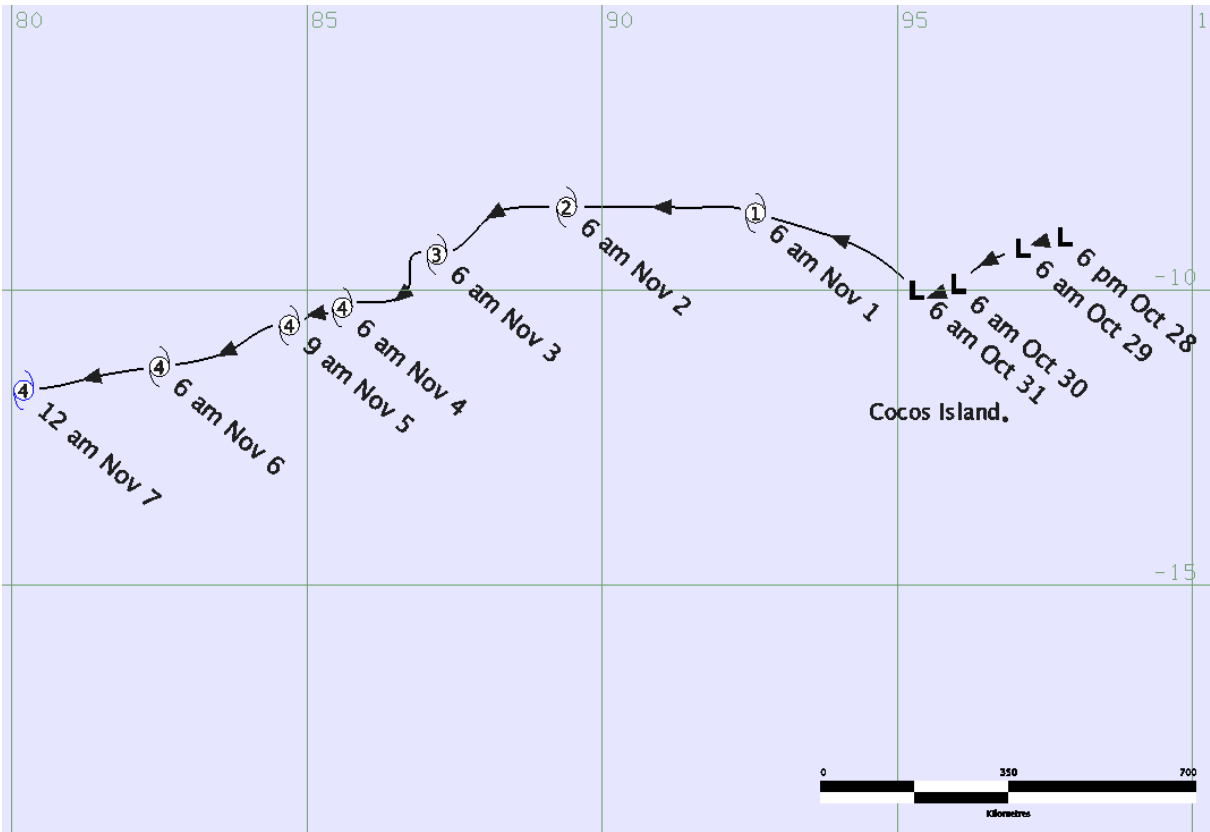 80
85
90
95
1
6 pm Oct 28
L
6 am Oct 29
L
-10
6 am Oct 30
L
6 am Oct 31
L
6 am Nov 1
1
6 am Nov 2
2
6 am Nov 3
3
6 am Nov 4
4
9 am Nov 5
4
6 am Nov 6
4
12 am Nov 7
4
Cocos Island
-15
0 350 700
Kilometres